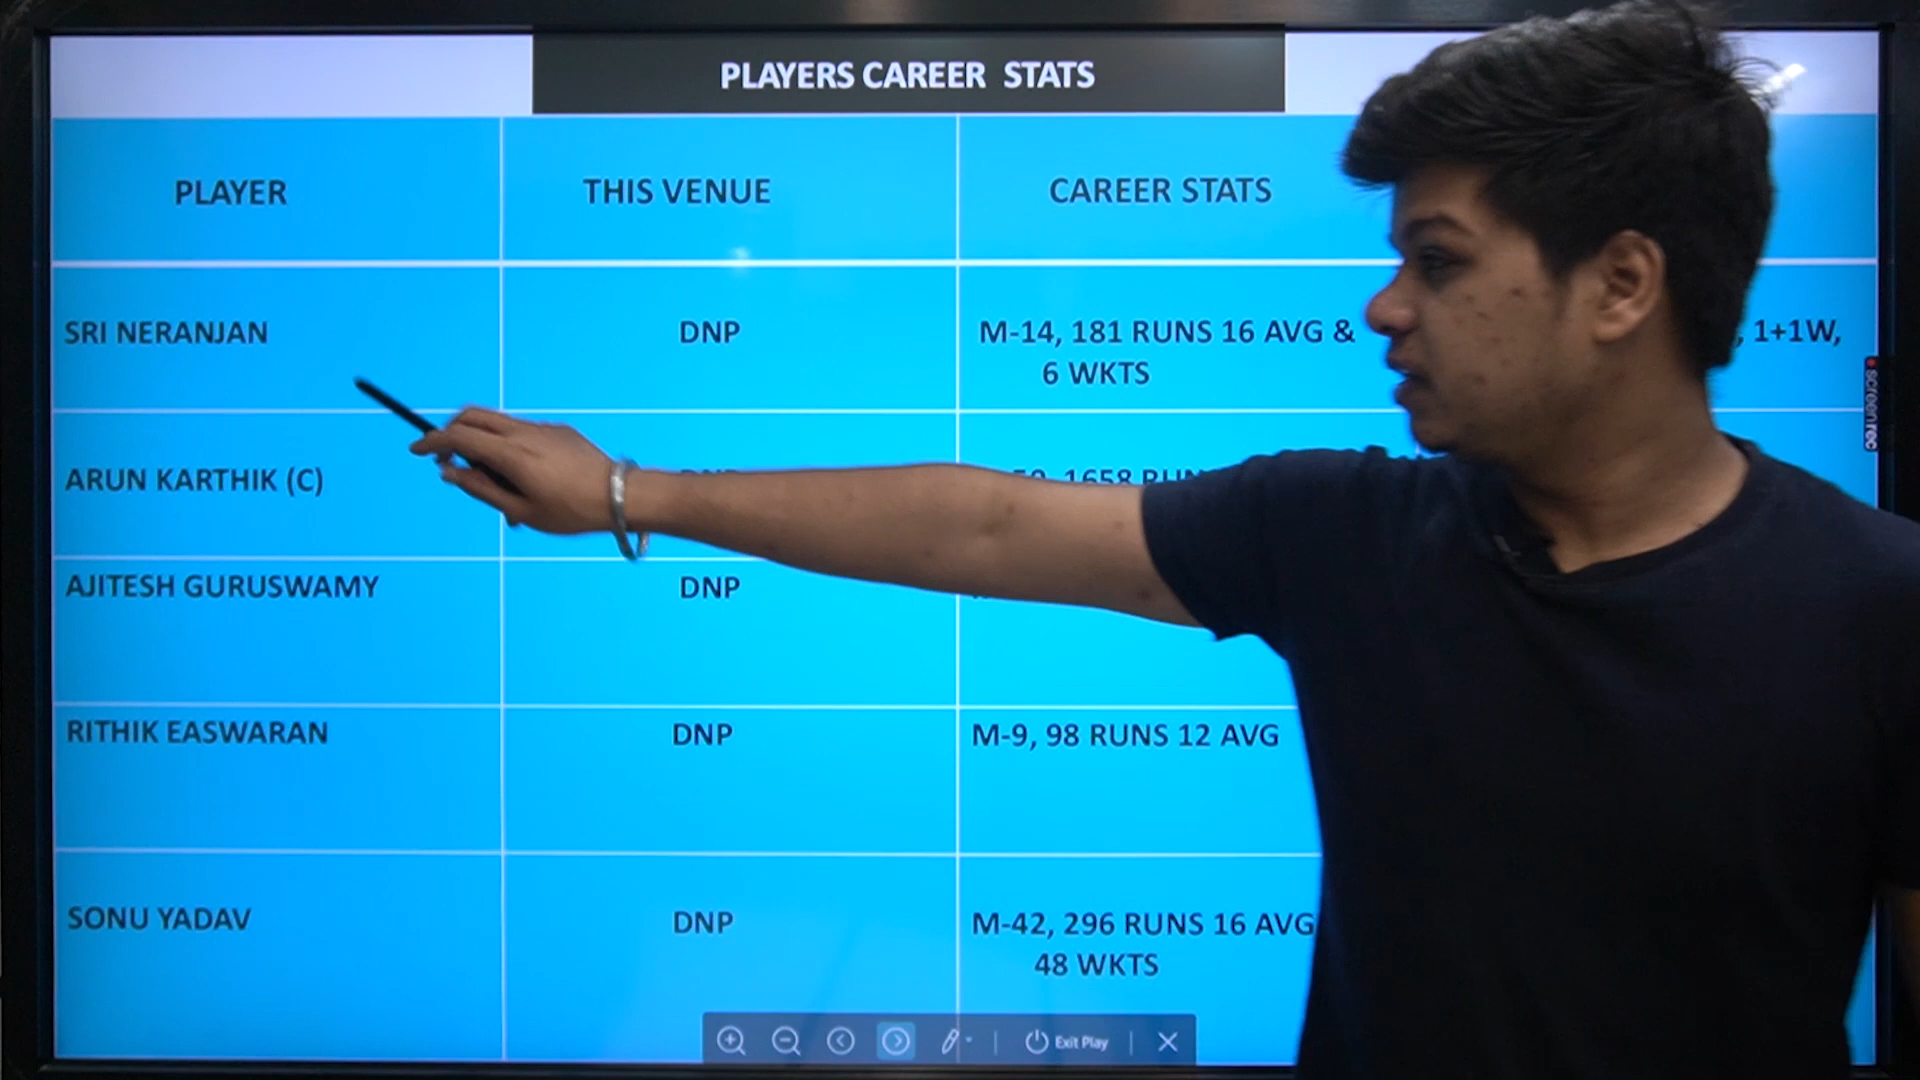 PLAYERS CAREER STATS
PLAYER THIS VENUE CAREER STATS
SRI NERANJAN DNP M-14, 181 RUNS 16 AVG & , 1+1W,
6 WKTS
screenrec
ARUN KARTHIK (C) 1658
AJITESH GURUSWAMY DNP
RITHIK EASWARAN DNP M-9, 98 RUNS 12 AVG
SONU YADAV DNP M-42, 296 RUNS 16 AVG
48 WKTS
Exit Play